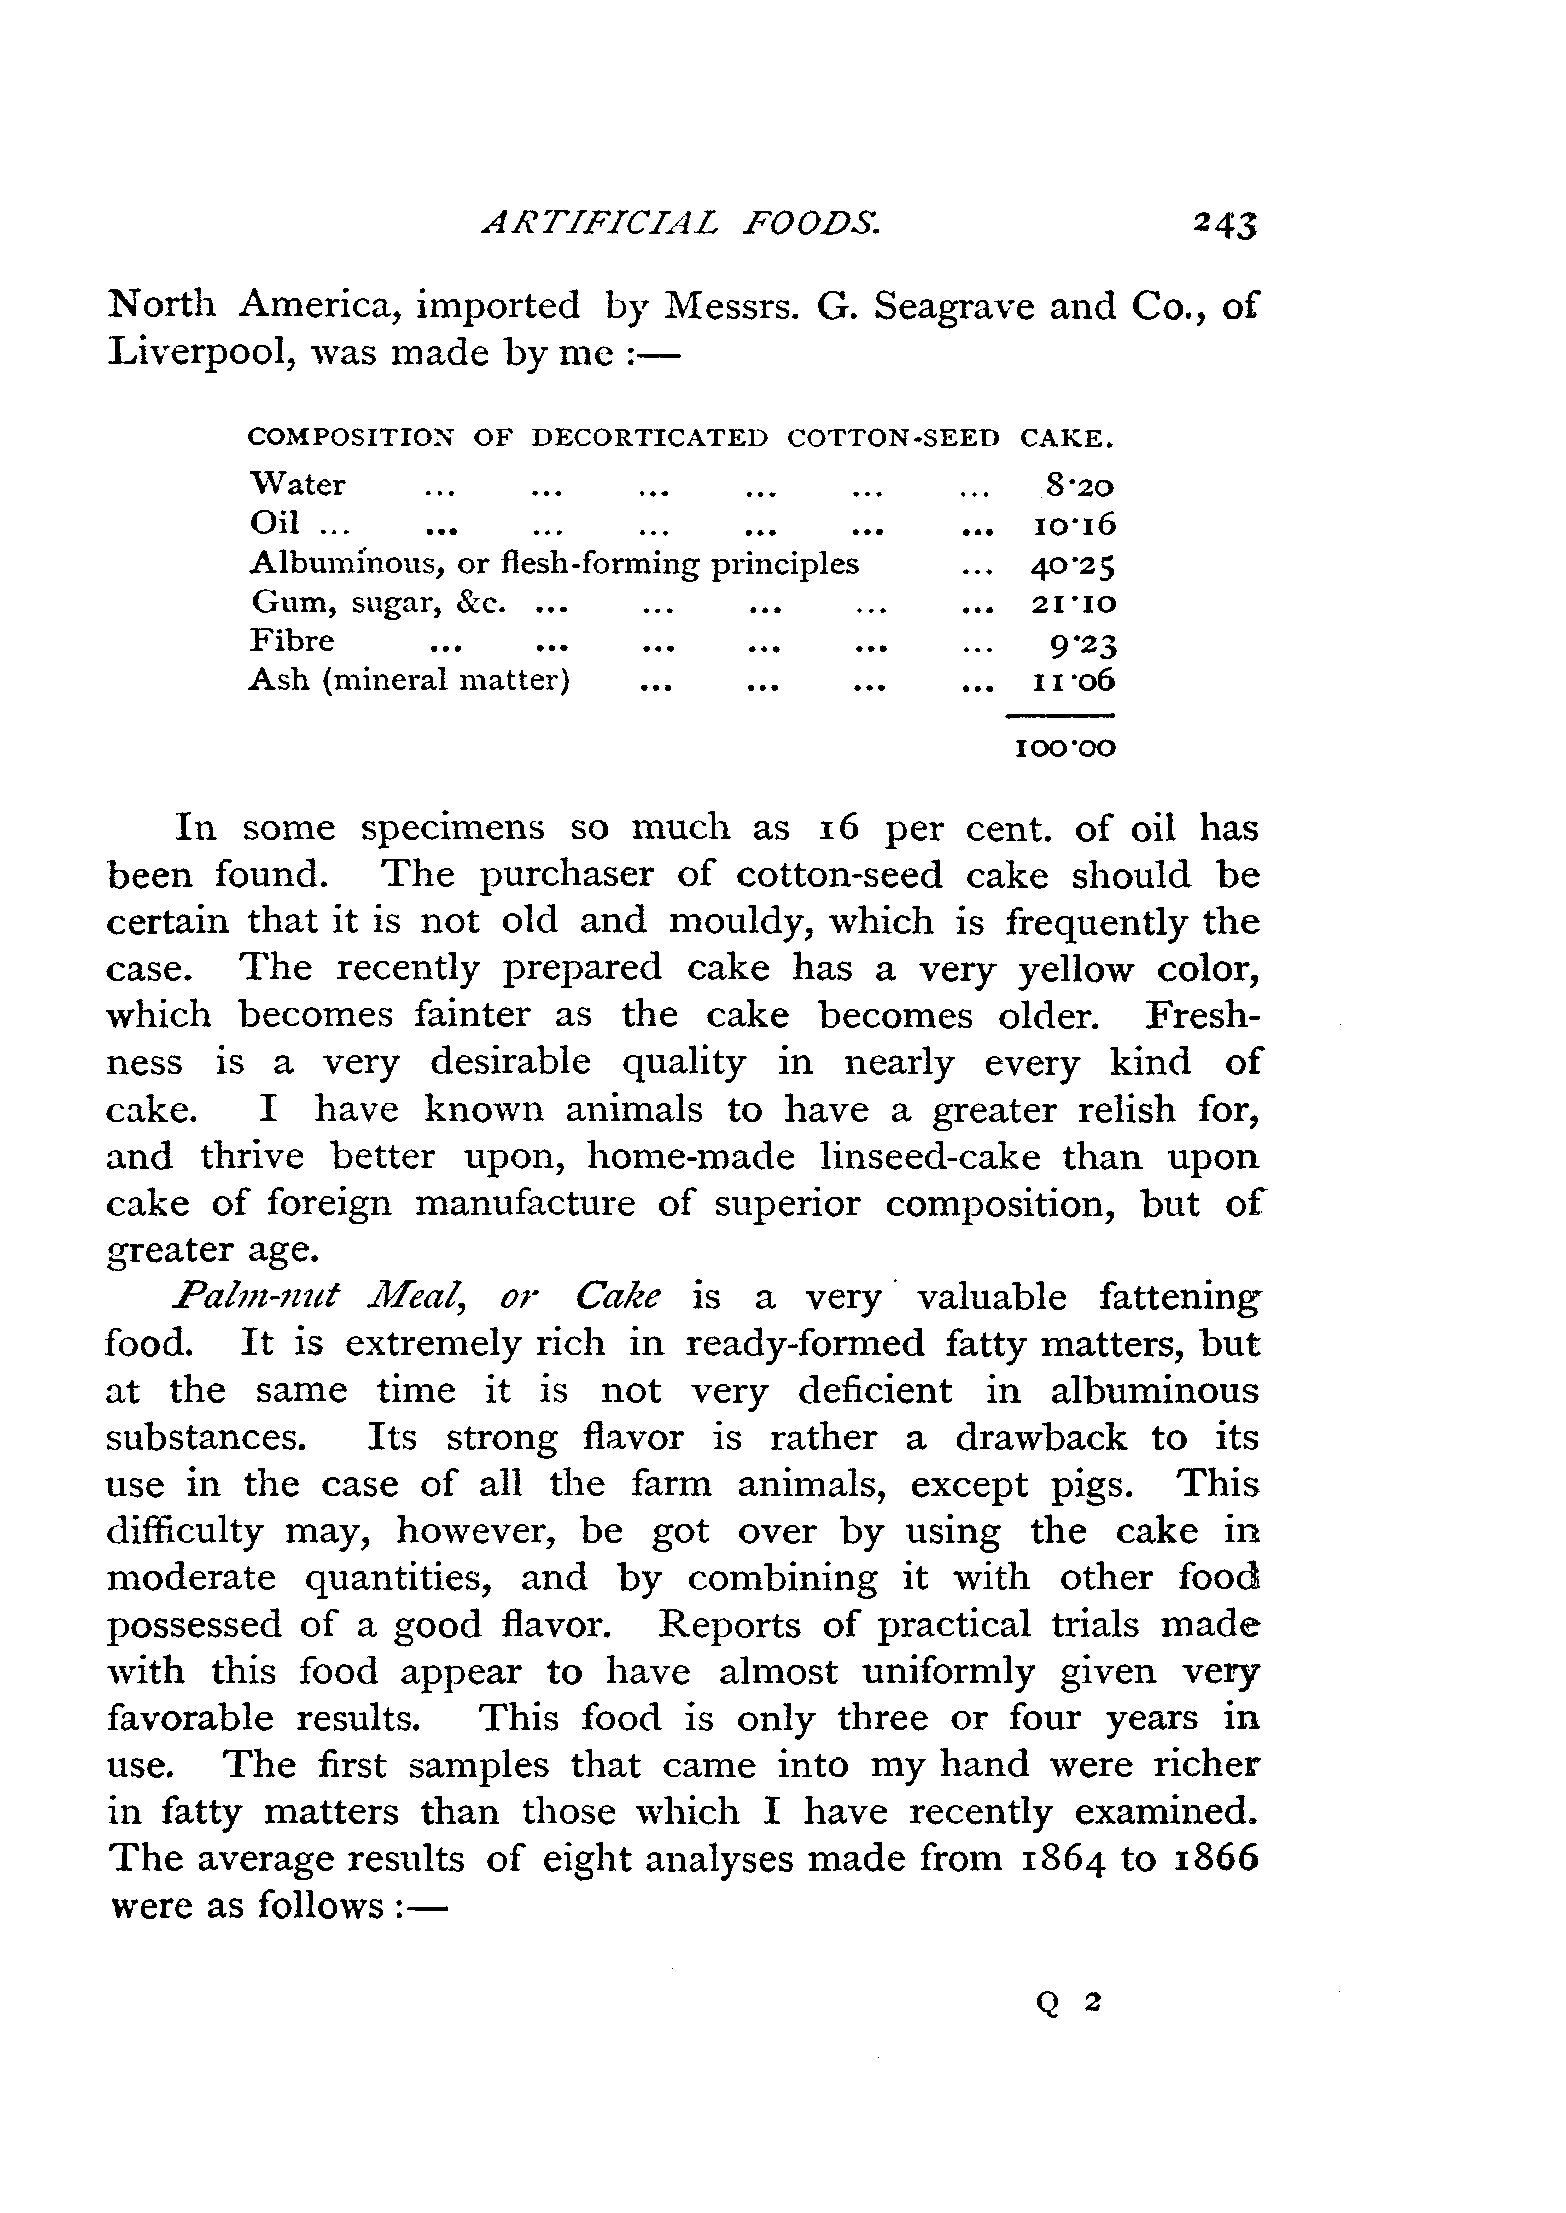 ARTIFICIAL FOODS. 243
North America, imported by Messrs. G. Seagrave and Co., of
Liverpool, was made by me :—
COMPOSITION OF DECORTICATED COTTON-SEED CAKE.
Water ... ... ... ... ... ... 8·20
Oil ... ... ... ... ... ... ... 10·16
Albuminous, or flesh-forming principles ... 40·25
Gum, sugar, &c. ... ... ... ... ... 21·10
Fibre ... ... ... ... ... ... 9·23
Ash (mineral matter) ... ... ... ... 11·06
100·00
In some specimens so much as 16 per cent. of oil has
been found. The purchaser of cotton-seed cake should be
certain that it is not old and mouldy, which is frequently the
case. The recently prepared cake has a very yellow color,
which becomes fainter as the cake becomes older. Fresh-
ness is a very desirable quality in nearly every kind of
cake. I have known animals to have a greater relish for,
and thrive better upon, home-made linseed-cake than upon
cake of foreign manufacture of superior composition, but of
greater age.
Palm-nut Meal, or Cake is a very valuable fattening
food. It is extremely rich in ready-formed fatty matters, but
at the same time it is not very deficient in albuminous
substances. Its strong flavor is rather a drawback to its
use in the case of all the farm animals, except pigs. This
difficulty may, however, be got over by using the cake in
moderate quantities, and by combining it with other food
possessed of a good flavor. Reports of practical trials made
with this food appear to have almost uniformly given very
favorable results. This food is only three or four years in
use. The first samples that came into my hand were richer
in fatty matters than those which I have recently examined.
The average results of eight analyses made from 1864 to 1866
were as follows :—
Q 2